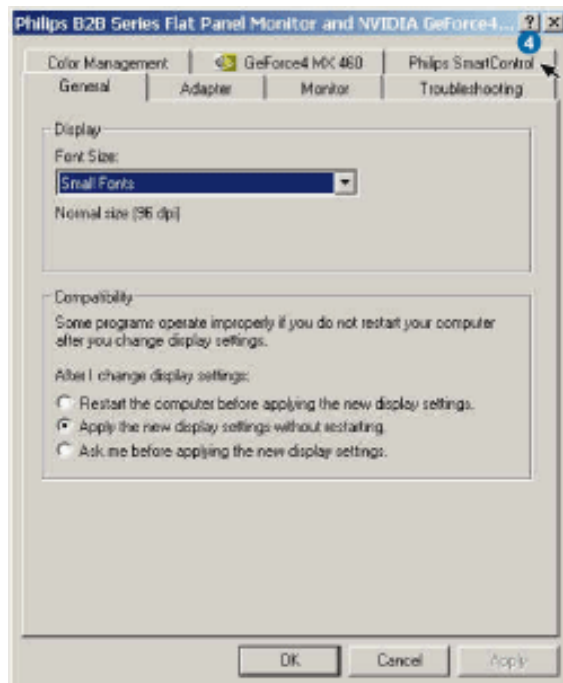 Philips B2B Series Flat Panel Monitor and NVIDIA GeForce4... ? X
4
Color Management GeForce4 MX 460 Philips SmartControl
General Adapter Monitor Troubleshooting
Display
Font Size:
Small Fonts
Normal size (96 dpi)
Compatibility
Some programs operate improperly if you do not restart your computer
after you change display settings.
After I change display settings:
Restart the computer before applying the new display settings.
Apply the new display settings without restarting.
Ask me before applying the new display settings.
OK Cancel Apply